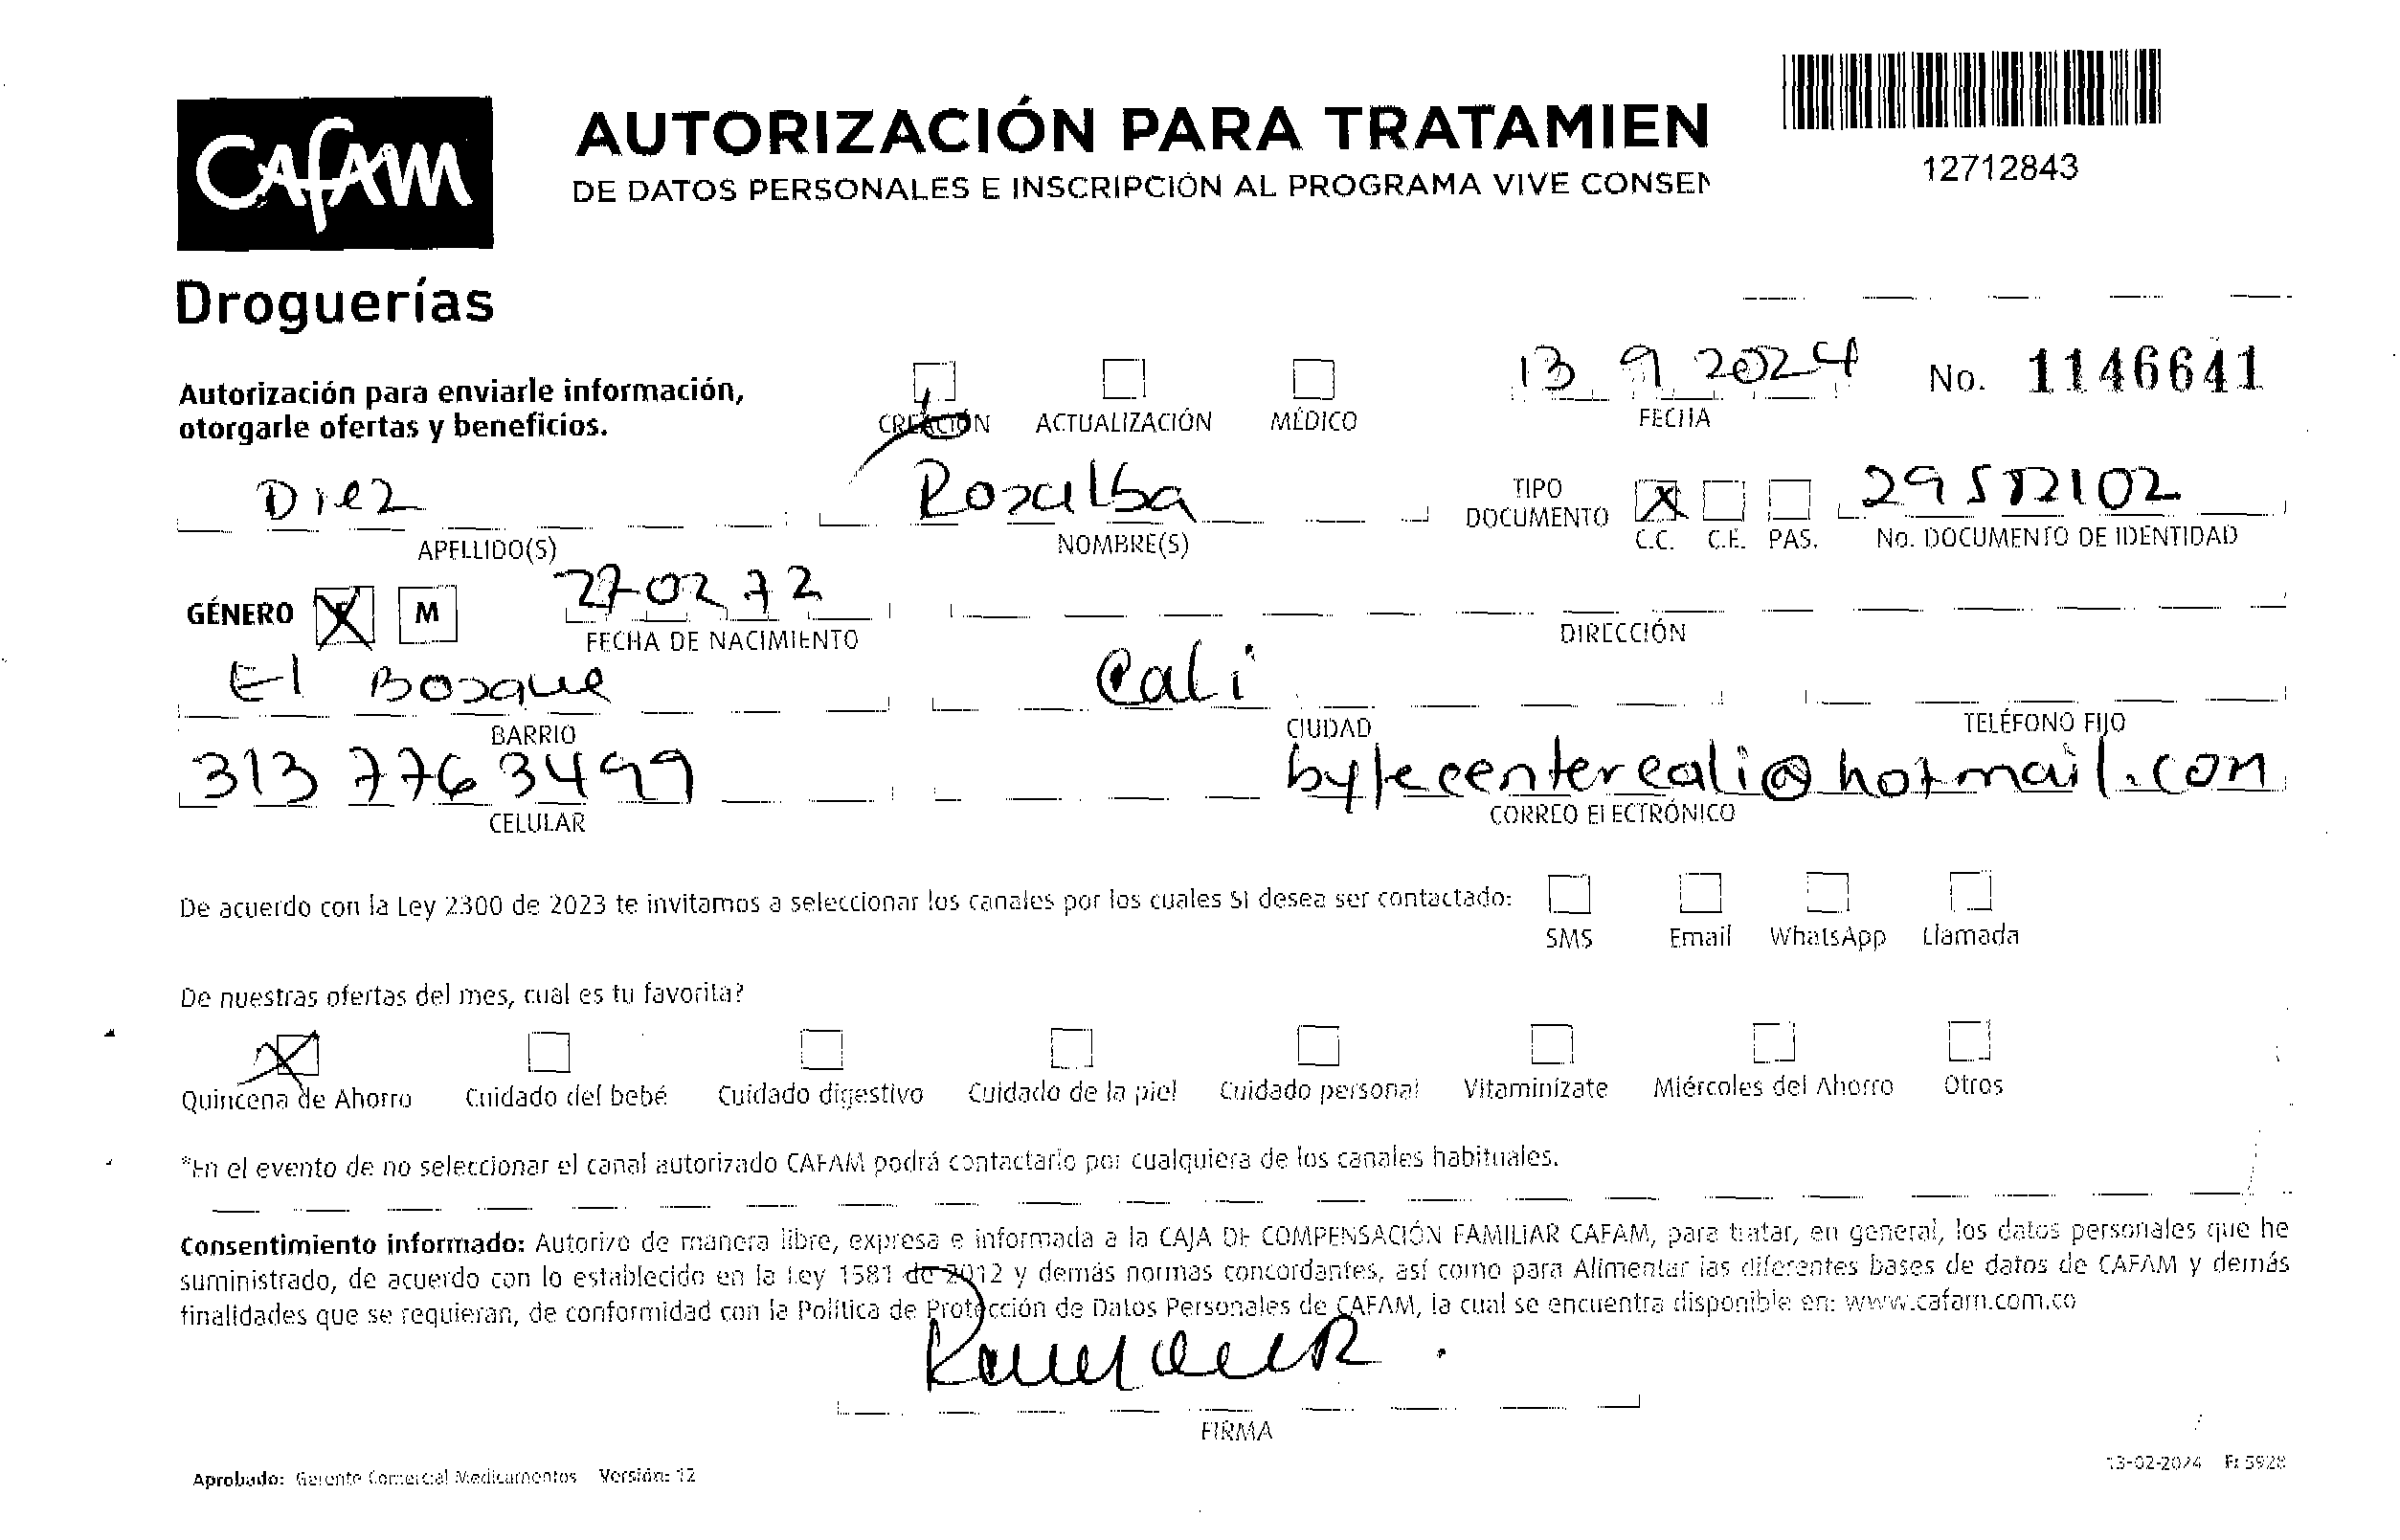 CAFAM
Droguerías
AUTORIZACIÓN PARA TRATAMIEN
DE DATOS PERSONALES E INSCRIPCIÓN AL PROGRAMA VIVE CONSEN
12712843
Autorización para enviarle información,
otorgarle ofertas y beneficios.
CREACIÓN ACTUALIZACIÓN MÉDICO
13 9 2024
FECHA
No. 1146641
Diez
APELLIDO(S)
Rosalba
NOMBRE(S)
TIPO
DOCUMENTO
X
C.C. C.E. PAS.
No. DOCUMENTO DE IDENTIDAD
GÉNERO X M
27 02 72
FECHA DE NACIMIENTO
DIRECCIÓN
El Bosque
BARRIO
Cali
CIUDAD
TELÉFONO FIJO
313 776 3499
CELULAR
bytecentercali@hotmail.com
CORREO ELECTRÓNICO
De acuerdo con la Ley 2300 de 2023 te invitamos a seleccionar los canales por los cuales SI desea ser contactado:
SMS Email WhatsApp Llamada
De nuestras ofertas del mes, cual es tu favorita?
X
Quincena de Ahorro Cuidado del bebé Cuidado digestivo Cuidado de la piel Cuidado personal Vitaminízate Miércoles del Ahorro Otros
*En el evento de no seleccionar el canal autorizado CAFAM podrá contactarlo por cualquiera de los canales habituales.
Consentimiento informado: Autorizo de manera libre, expresa e informada a la CAJA DE COMPENSACIÓN FAMILIAR CAFAM, para tratar, en general, los datos personales que he
suministrado, de acuerdo con lo establecido en la Ley 1581 de 2012 y demás normas concordantes, así como para Alimentar las diferentes bases de datos de CAFAM y demás
finalidades que se requieran, de conformidad con la Política de Protección de Datos Personales de CAFAM, la cual se encuentra disponible en: www.cafam.com.co
FIRMA
Aprobado: Gerente Comercial Medicamentos Versión: 12
13-02-2024 Ft 5928